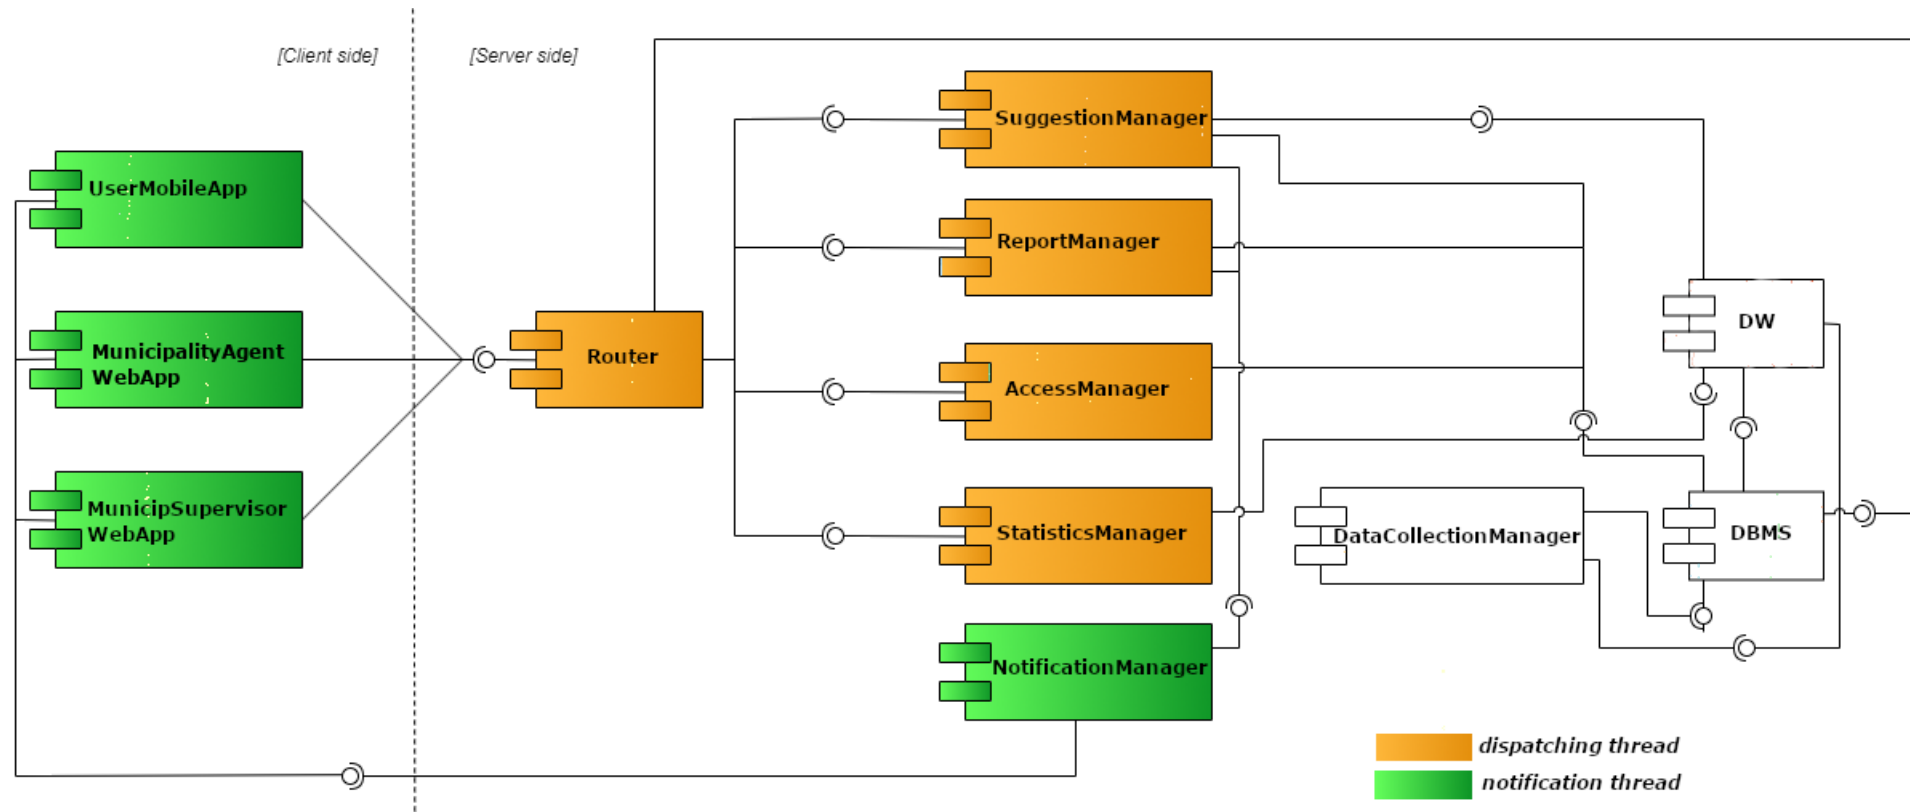 [Client side]
[Server side]
SuggestionManager
UserMobileApp
ReportManager
DW
MunicipalityAgent
WebApp
Router
AccessManager
MunicipSupervisor
WebApp
StatisticsManager
DataCollectionManager
DBMS
NotificationManager
dispatching thread
notification thread